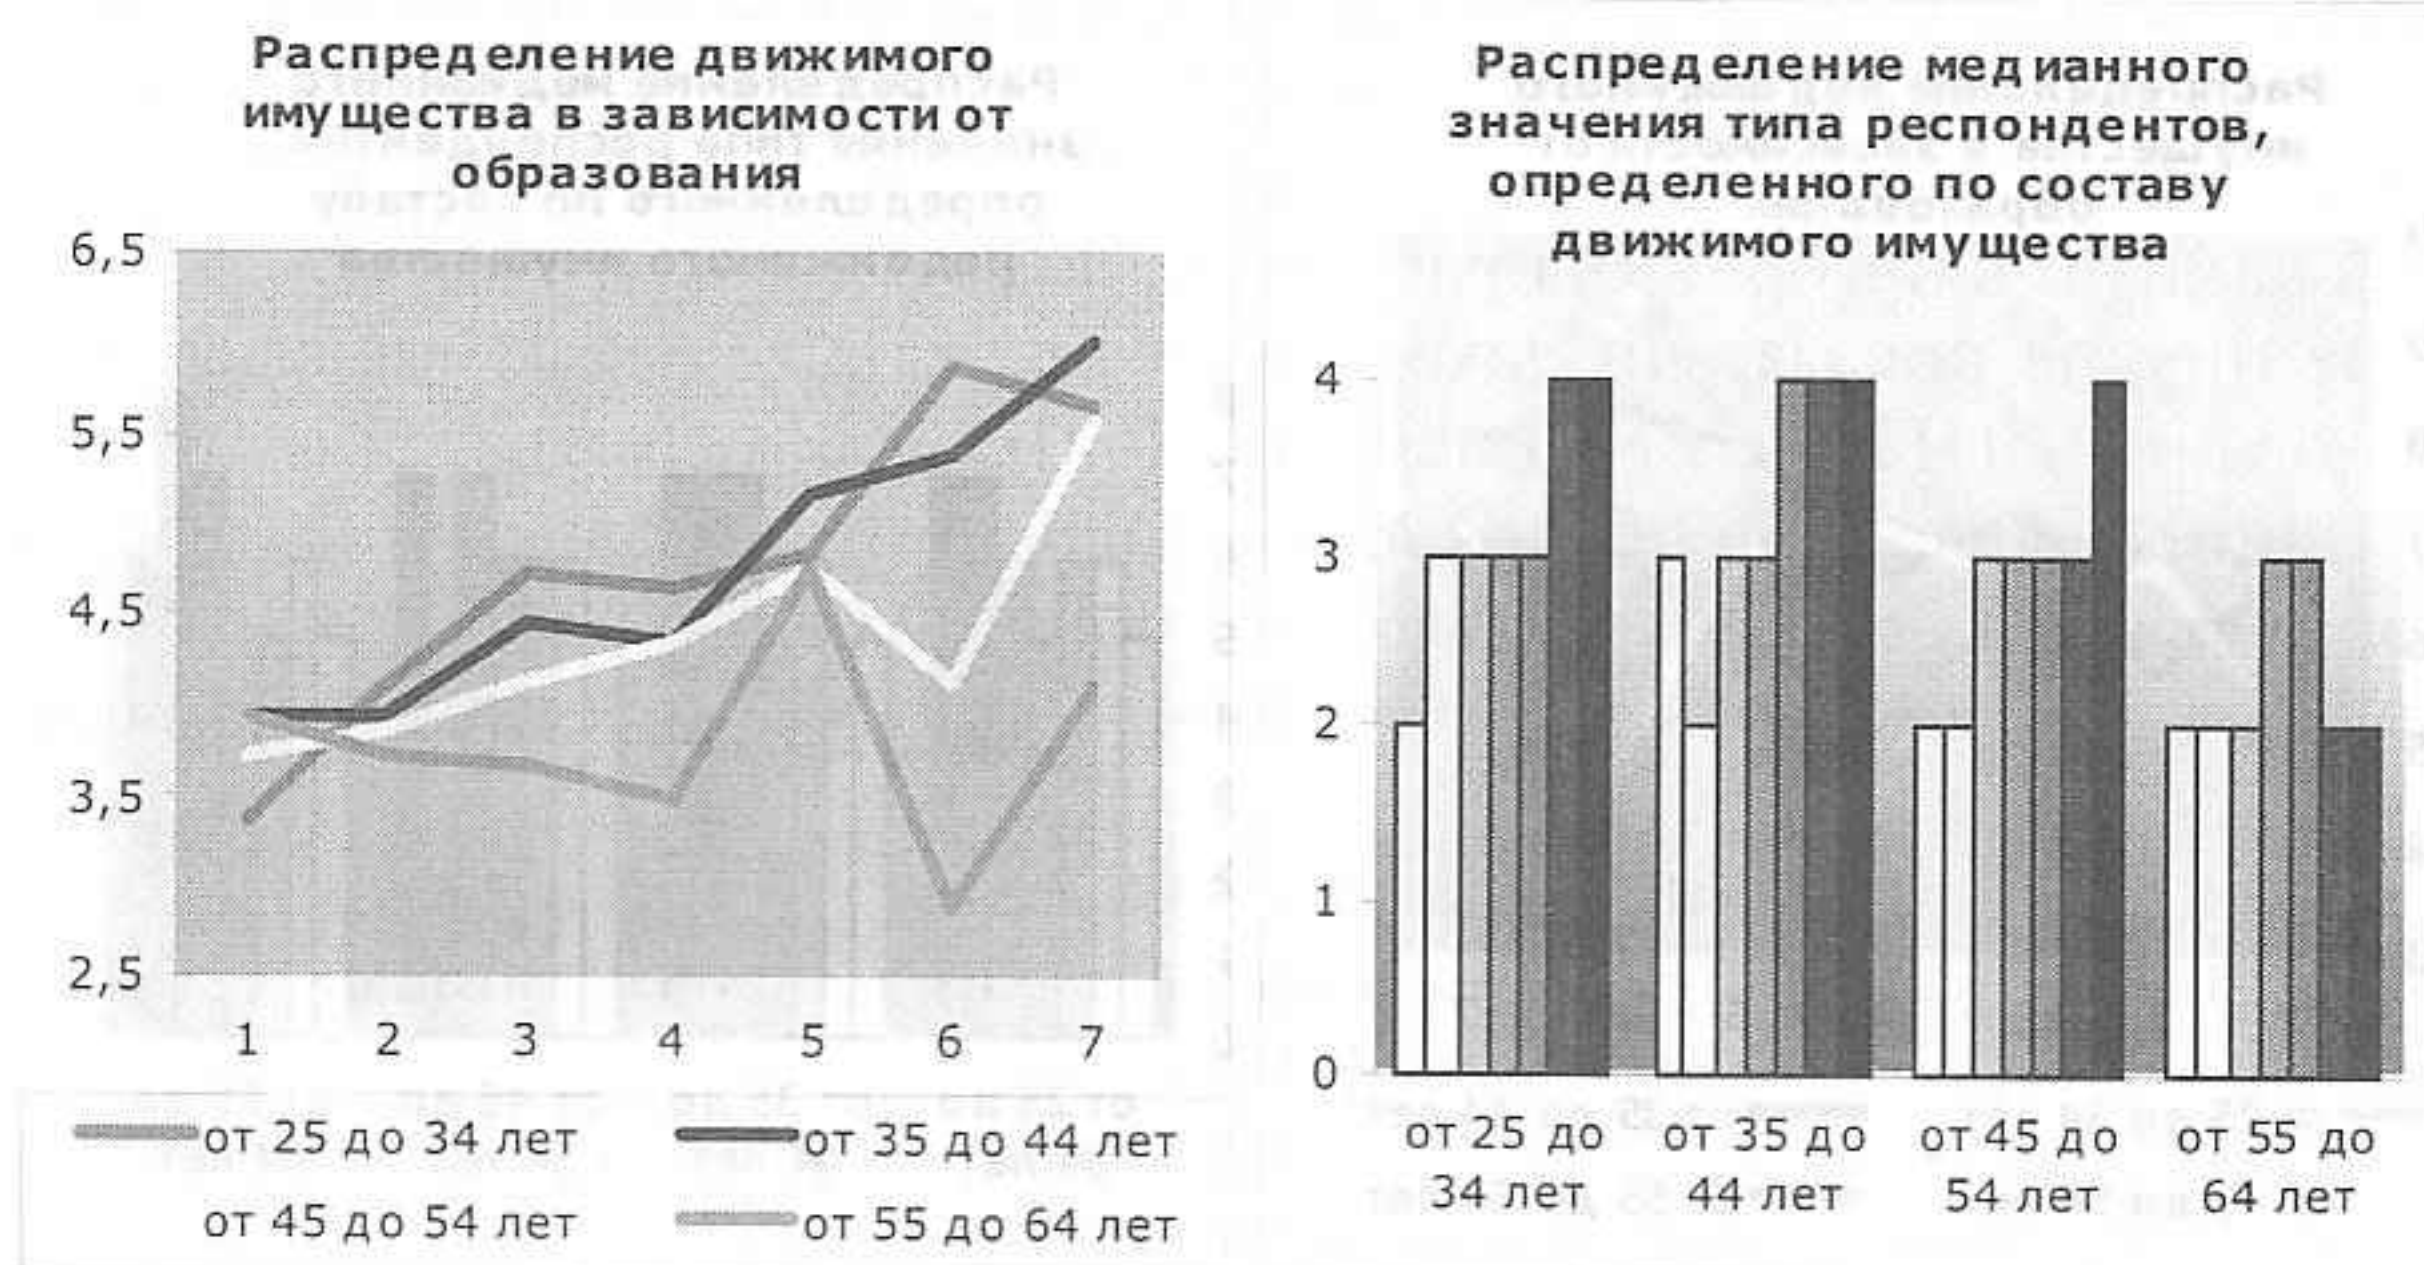 Распределение движимого
имущества в зависимости от
образования
6,5
5,5
4,5
3,5
2,5
1 2 3 4 5 6 7
от 25 до 34 лет
от 35 до 44 лет
от 45 до 54 лет
от 55 до 64 лет
Распределение медианного
значения типа респондентов,
определенного по составу
движимого имущества
4
3
2
1
0
от 25 до
34 лет
от 35 до
44 лет
от 45 до
54 лет
от 55 до
64 лет